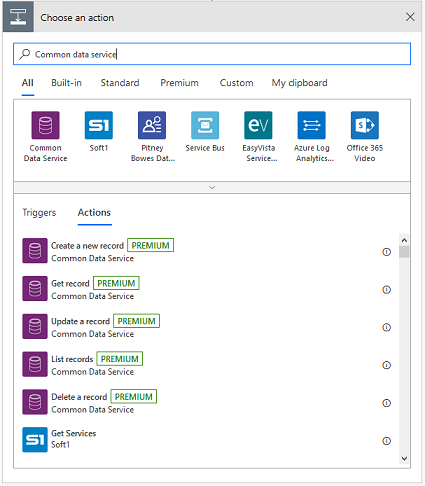 Choose an action
Common data service
All Built-in Standard Premium Custom My clipboard
Common
Data Service
Soft1
Pitney
Bowes Dat...
Service Bus
EasyVista
Service...
Azure Log
Analytics...
Office 365
Video
Triggers Actions
Create a new record PREMIUM
Common Data Service
Get record PREMIUM
Common Data Service
Update a record PREMIUM
Common Data Service
List records PREMIUM
Common Data Service
Delete a record PREMIUM
Common Data Service
S1 Get Services
Soft1